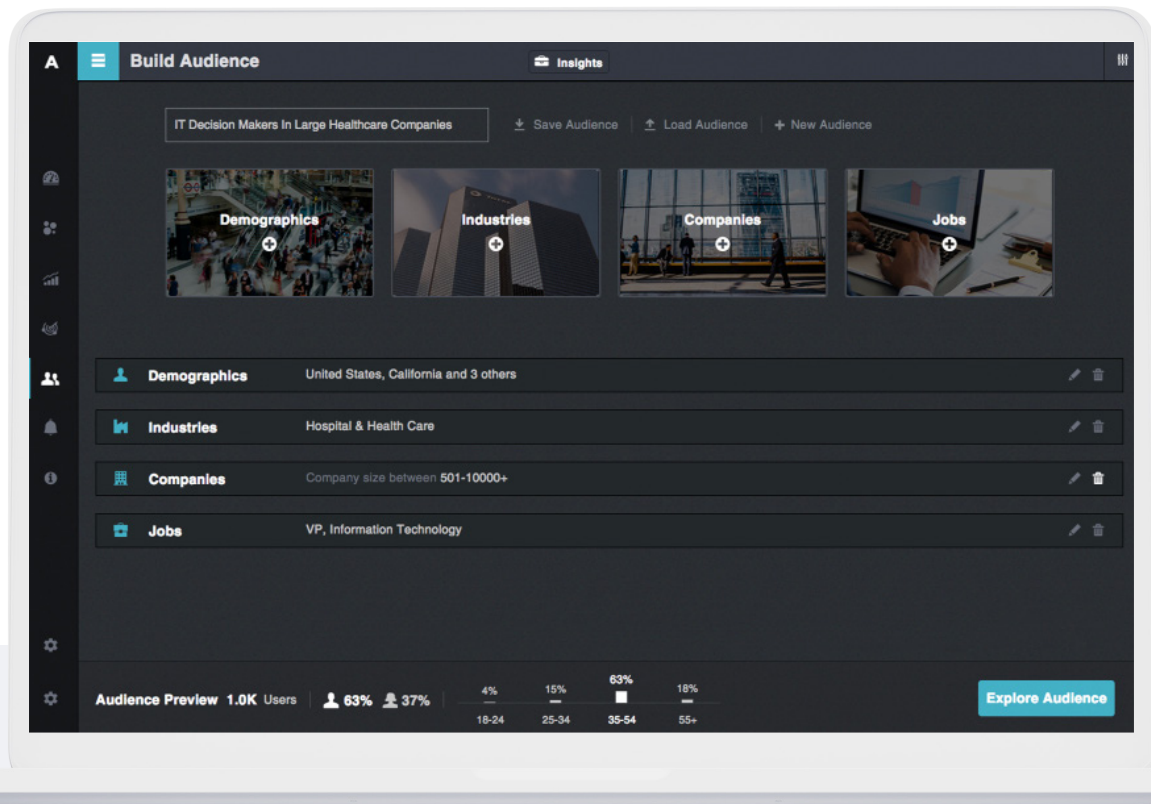 A
Build Audience
Insights
IT Decision Makers In Large Healthcare Companies
Save Audience
Load Audience
+ New Audience
Demographics
Industries
Companies
Jobs
Demographics United States, California and 3 others
Industries Hospital & Health Care
Companies Company size between 501-10000+
Jobs VP, Information Technology
Audience Preview 1.0K Users 63% 37%
4% 15% 63% 18%
18-24 25-34 35-54 55+
Explore Audience